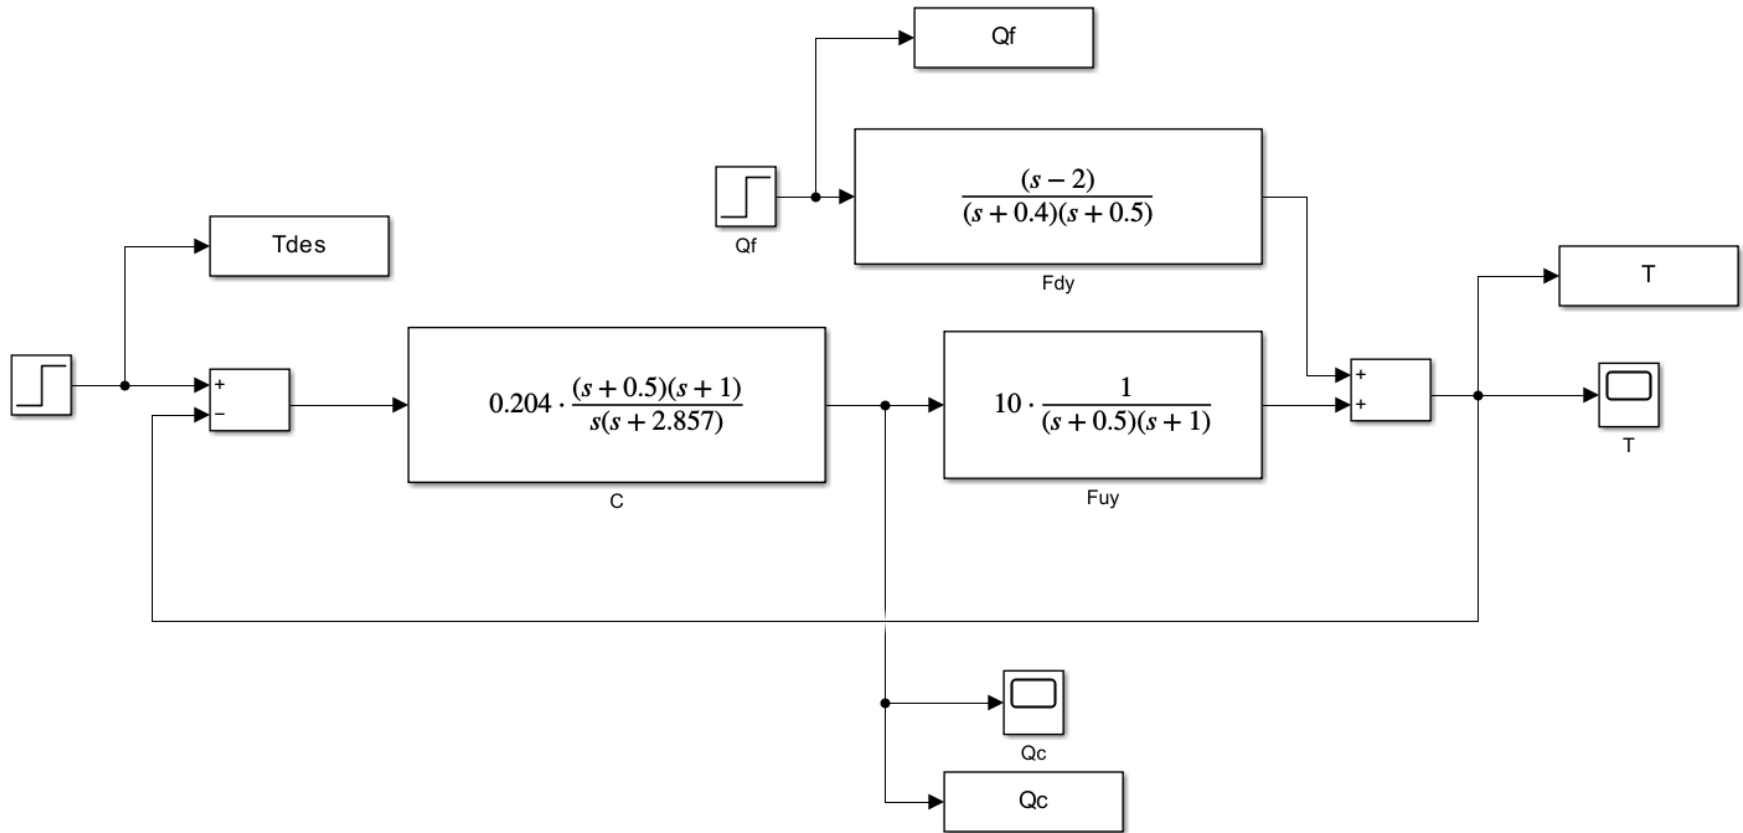 Qf
(s − 2)
(s + 0.4)(s + 0.5)
Qf
Fdy
Tdes
T
+
−
0.204 · (s + 0.5)(s + 1)
s(s + 2.857)
C
10 · 1
(s + 0.5)(s + 1)
Fuy
+
+
T
Qc
Qc